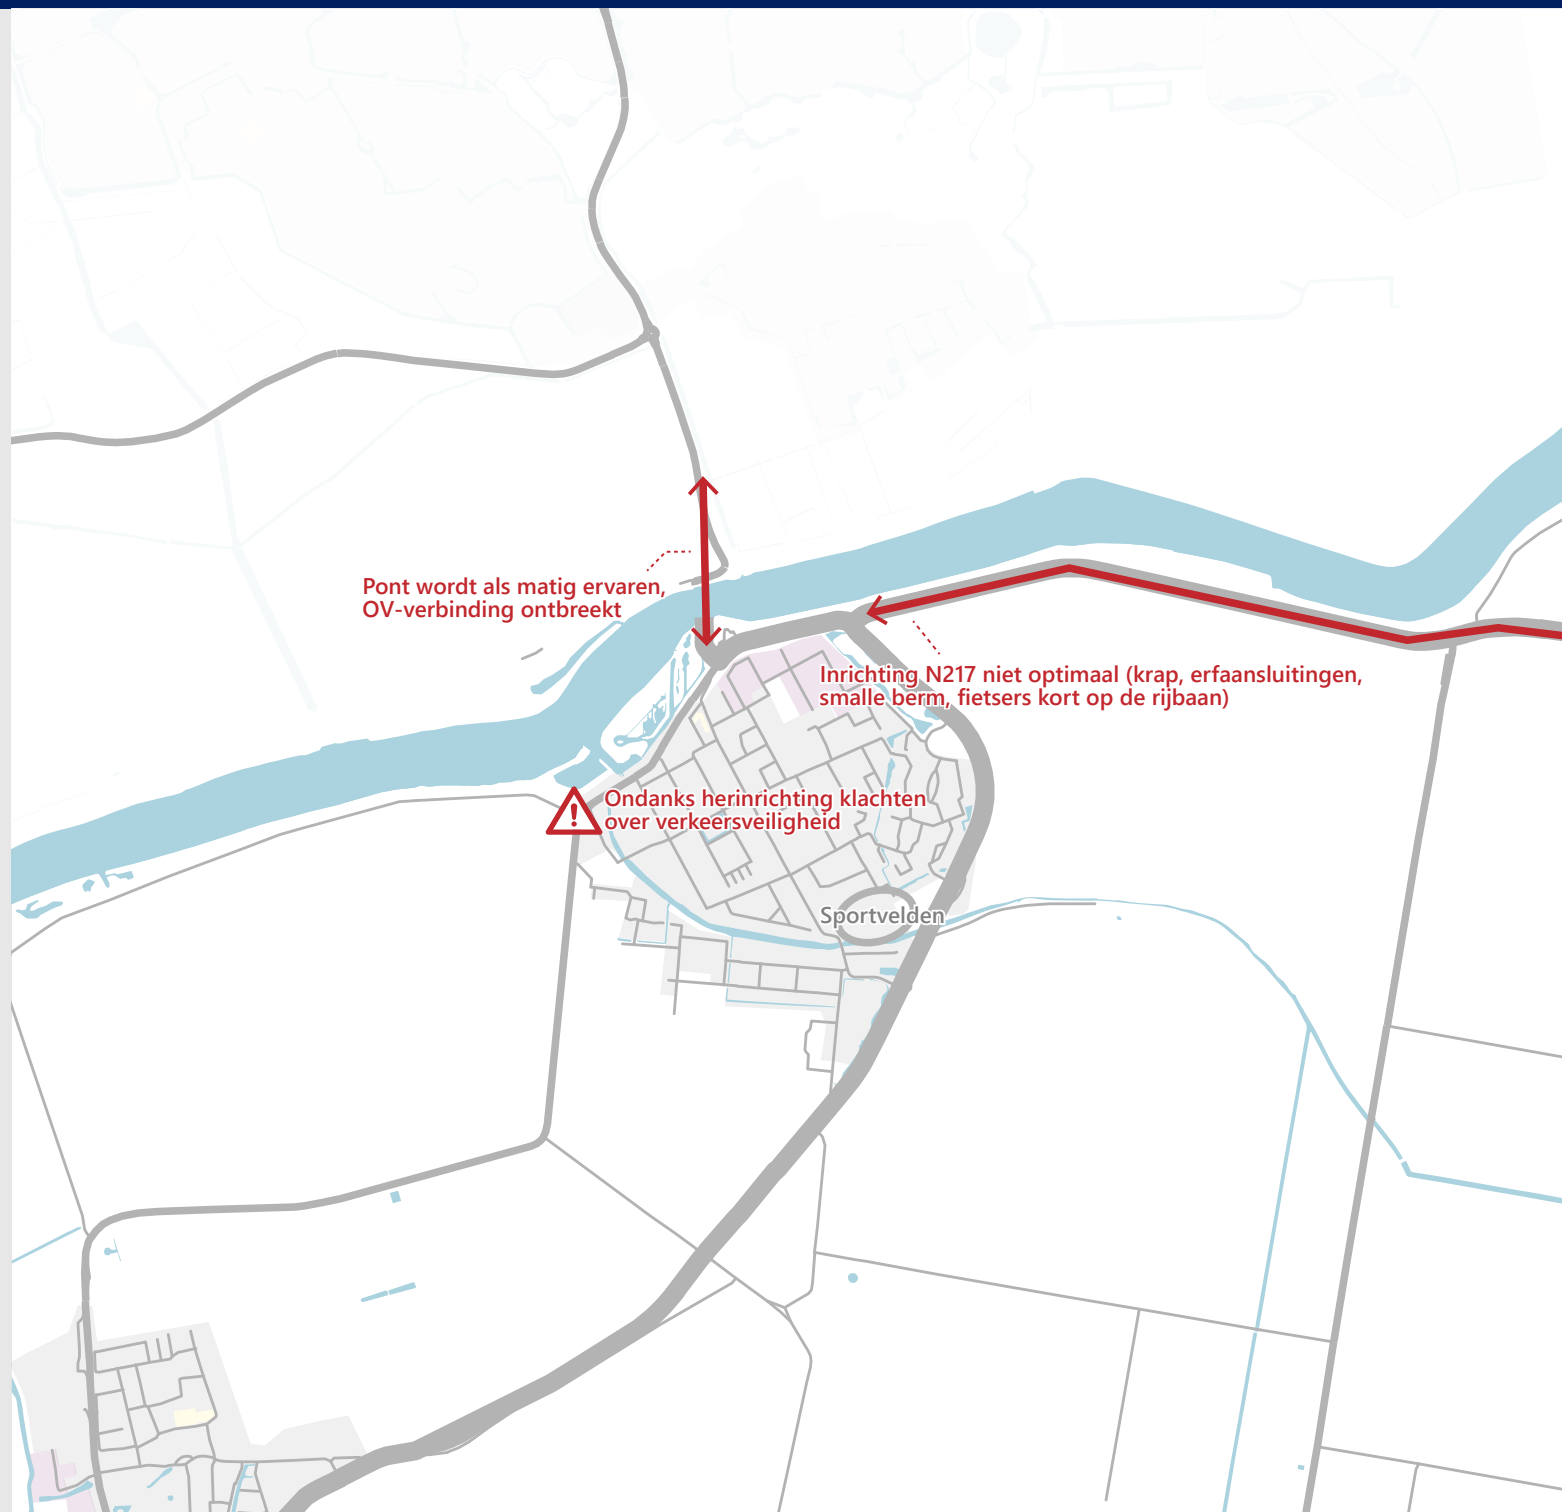 Pont wordt als matig ervaren,
OV-verbinding ontbreekt
Inrichting N217 niet optimaal (krap, erfaansluitingen,
smalle berm, fietsers kort op de rijbaan)
Ondanks herinrichting klachten
over verkeersveiligheid
Sportvelden